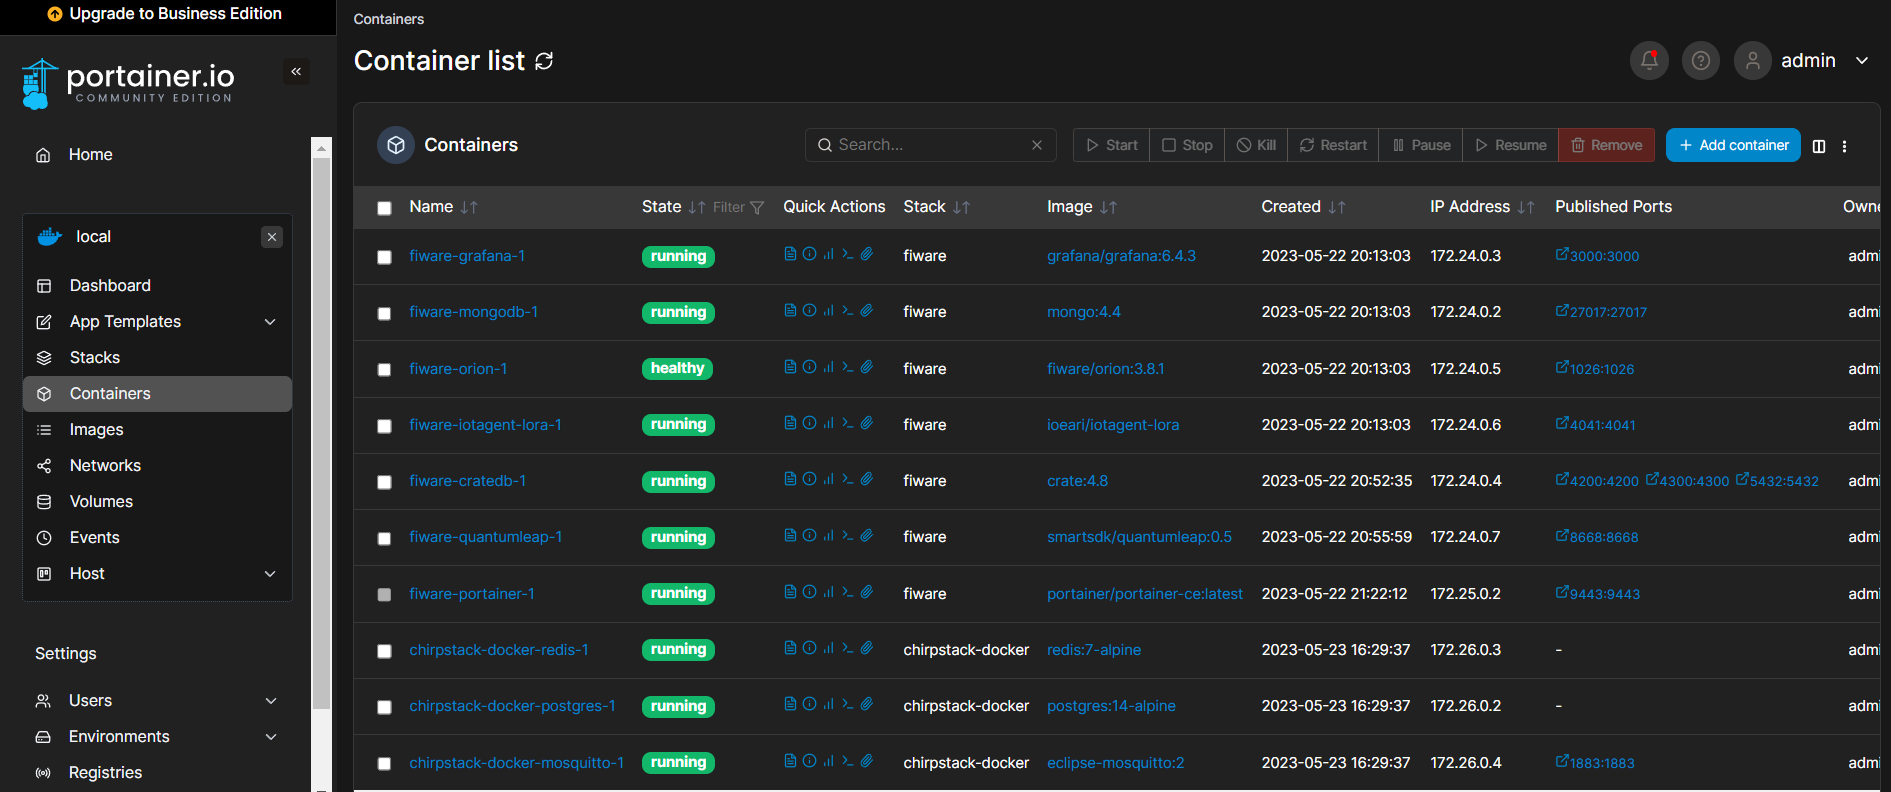 Upgrade to Business Edition
portainer.io
COMMUNITY EDITION
Home
local
Dashboard
App Templates
Stacks
Containers
Images
Networks
Volumes
Events
Host
Settings
Users
Environments
Registries
Containers
Container list
admin
Containers
Search... Start Stop Kill Restart Pause Resume Remove Add container
Name State Filter Quick Actions Stack Image Created IP Address Published Ports Owne
fiware-grafana-1 running fiware grafana/grafana:6.4.3 2023-05-22 20:13:03 172.24.0.3 3000:3000 admi
fiware-mongodb-1 running fiware mongo:4.4 2023-05-22 20:13:03 172.24.0.2 27017:27017 admi
fiware-orion-1 healthy fiware fiware/orion:3.8.1 2023-05-22 20:13:03 172.24.0.5 1026:1026 admi
fiware-iotagent-lora-1 running fiware ioeari/iotagent-lora 2023-05-22 20:13:03 172.24.0.6 4041:4041 admi
fiware-cratedb-1 running fiware crate:4.8 2023-05-22 20:52:35 172.24.0.4 4200:4200 4300:4300 5432:5432 admi
fiware-quantumleap-1 running fiware smartsdk/quantumleap:0.5 2023-05-22 20:55:59 172.24.0.7 8668:8668 admi
fiware-portainer-1 running fiware portainer/portainer-ce:latest 2023-05-22 21:22:12 172.25.0.2 9443:9443 admi
chirpstack-docker-redis-1 running chirpstack-docker redis:7-alpine 2023-05-23 16:29:37 172.26.0.3 - admi
chirpstack-docker-postgres-1 running chirpstack-docker postgres:14-alpine 2023-05-23 16:29:37 172.26.0.2 - admi
chirpstack-docker-mosquitto-1 running chirpstack-docker eclipse-mosquitto:2 2023-05-23 16:29:37 172.26.0.4 1883:1883 admi